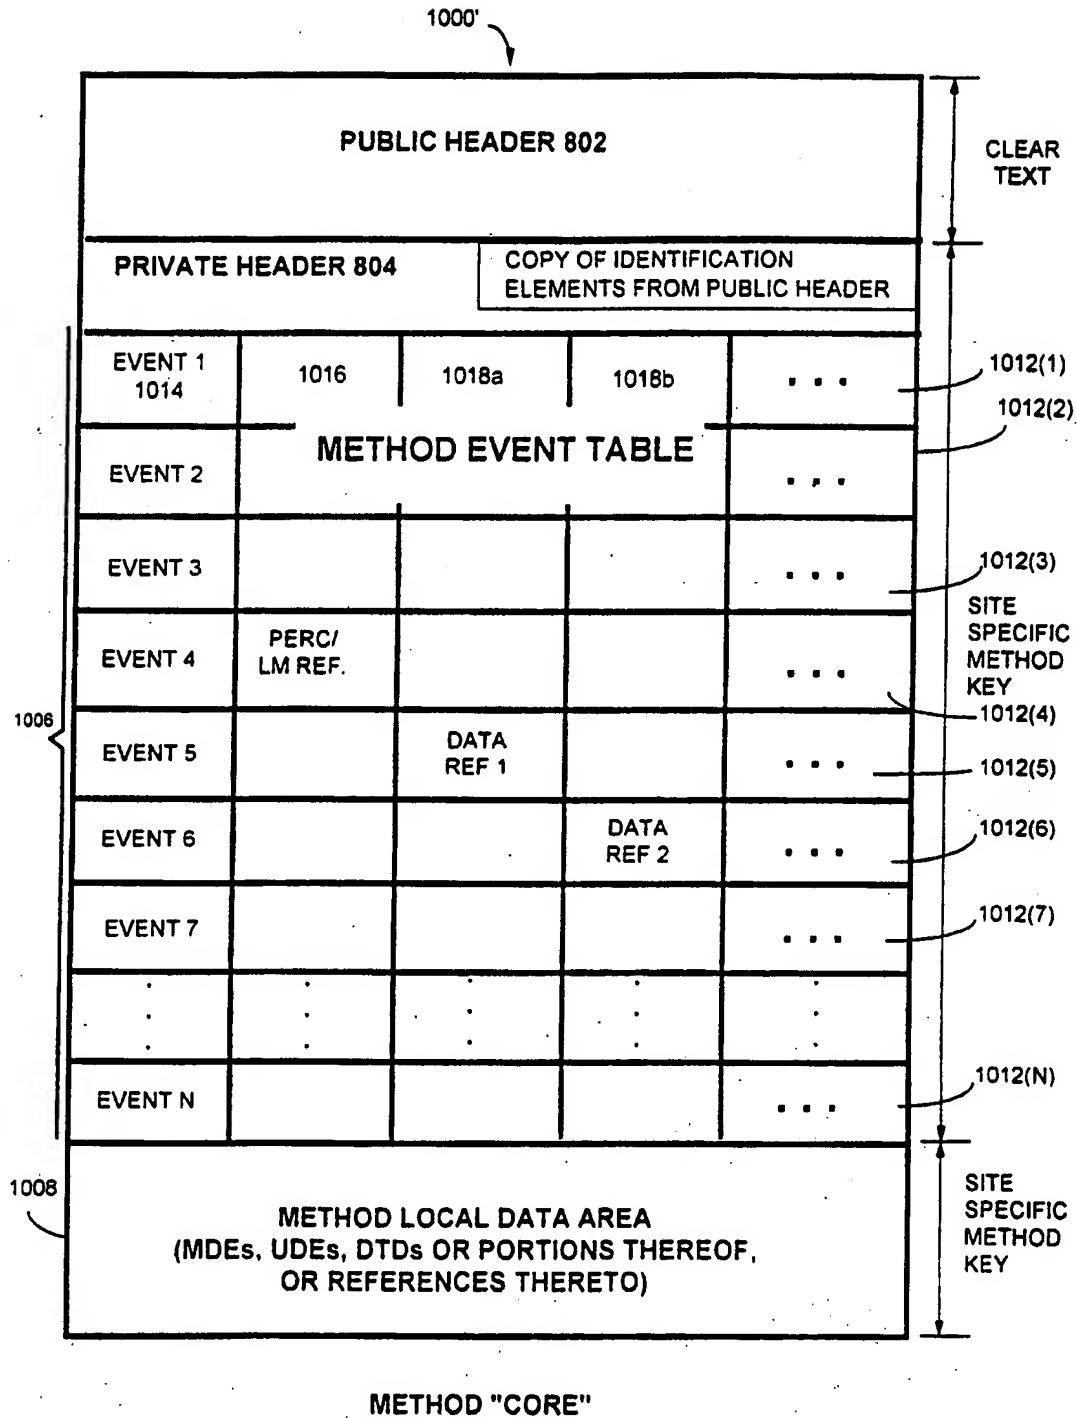 1000'
PUBLIC HEADER 802
CLEAR
TEXT
PRIVATE HEADER 804
COPY OF IDENTIFICATION
ELEMENTS FROM PUBLIC HEADER
EVENT 1
1014
1016
1018a
1018b
. . .
1012(1)
1012(2)
METHOD EVENT TABLE
EVENT 2
. . .
EVENT 3
. . .
1012(3)
SITE
SPECIFIC
METHOD
KEY
EVENT 4
PERC/
LM REF.
. . .
1012(4)
1006
EVENT 5
DATA
REF 1
. . .
1012(5)
EVENT 6
DATA
REF 2
. . .
1012(6)
EVENT 7
. . .
1012(7)
EVENT N
. . .
1012(N)
1008
METHOD LOCAL DATA AREA
(MDEs, UDEs, DTDs OR PORTIONS THEREOF,
OR REFERENCES THERETO)
SITE
SPECIFIC
METHOD
KEY
METHOD "CORE"